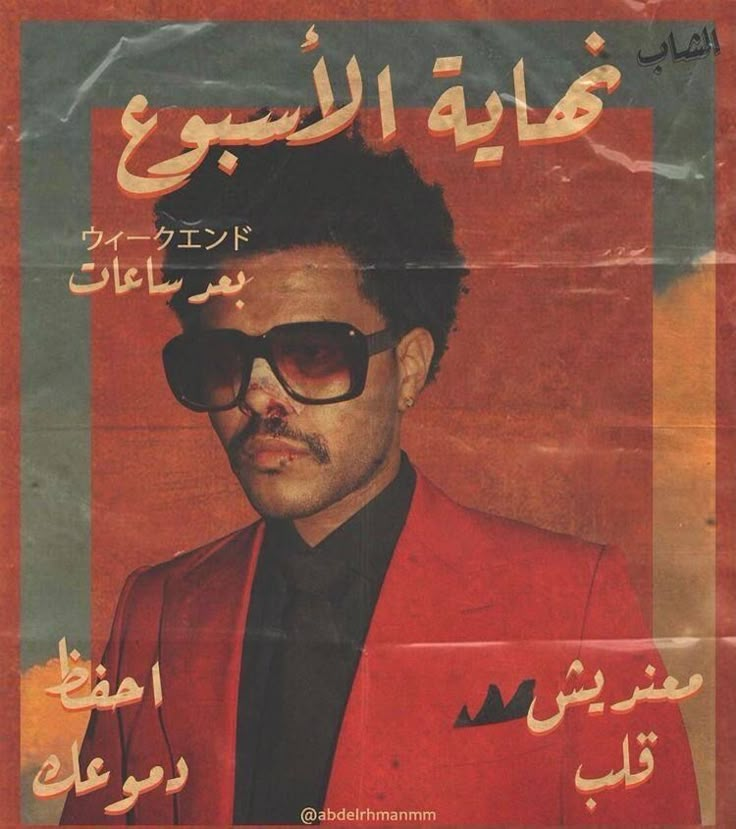 الشاب
نهاية الأسبوع
ウィークエンド
بعد ساعات
معنديش
قلب
احفظ
دموعك
@abdelrhmanmm